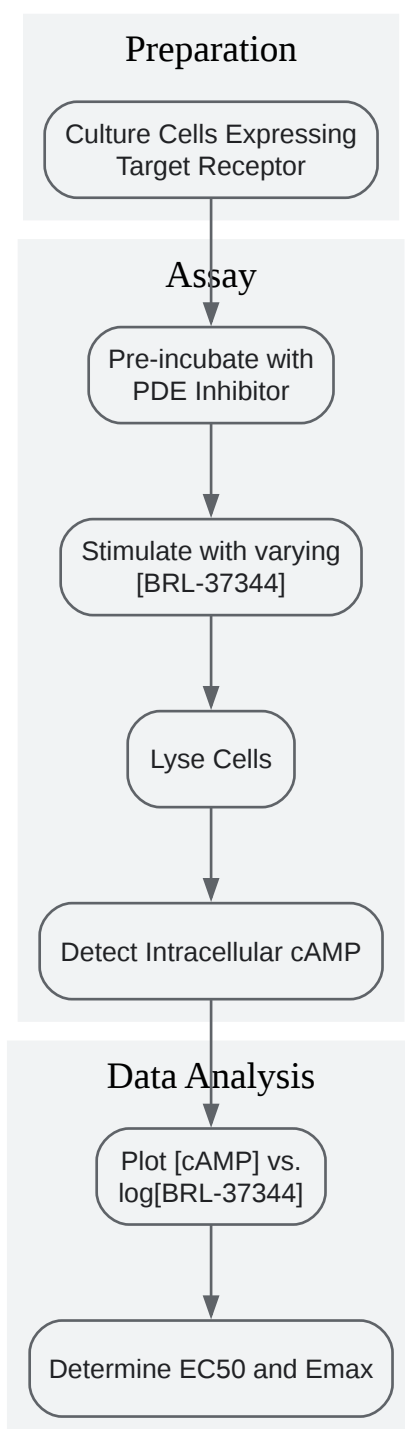 Preparation
Culture Cells Expressing
Target Receptor
Assay
Pre-incubate with
PDE Inhibitor
Stimulate with varying
[BRL-37344]
Lyse Cells
Detect Intracellular cAMP
Data Analysis
Plot [cAMP] vs.
log[BRL-37344]
Determine EC50 and Emax